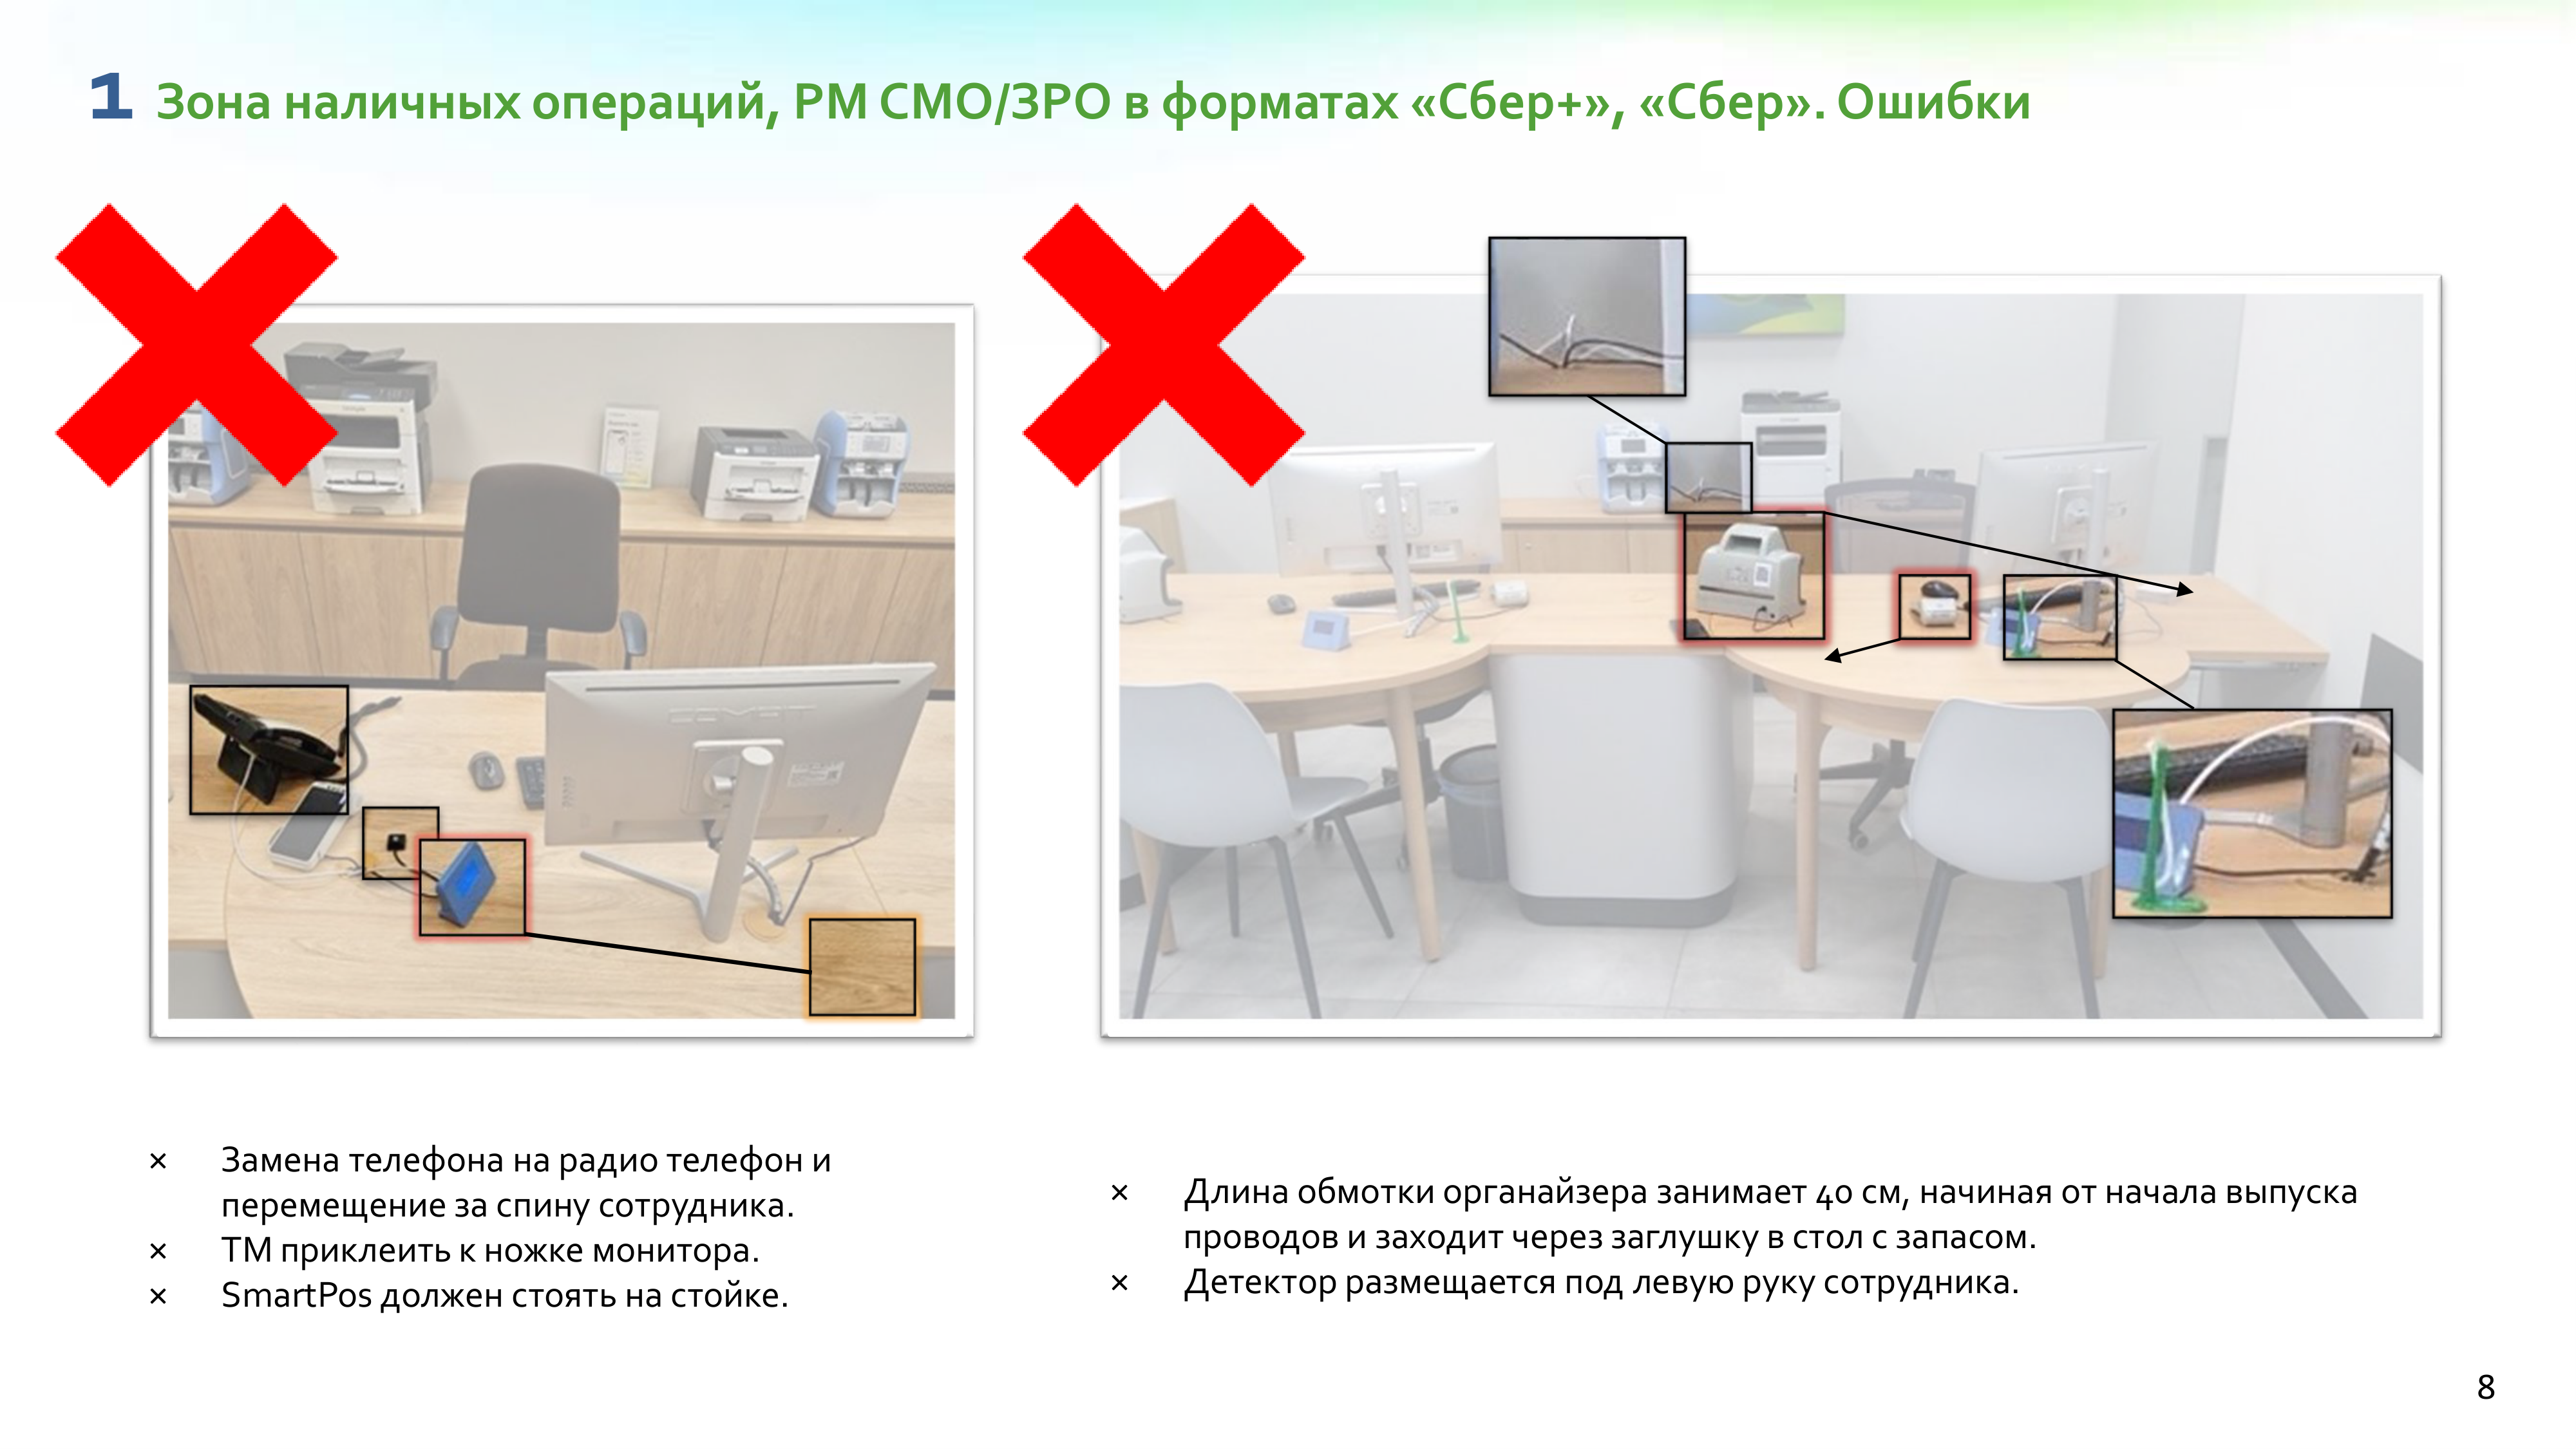 1 Зона наличных операций, РМ СМО/ЗРО в форматах «Сбер+», «Сбер». Ошибки
× Замена телефона на радио телефон и
перемещение за спину сотрудника.
× ТМ приклеить к ножке монитора.
× SmartPos должен стоять на стойке.
× Длина обмотки органайзера занимает 40 см, начиная от начала выпуска
проводов и заходит через заглушку в стол с запасом.
× Детектор размещается под левую руку сотрудника.
8